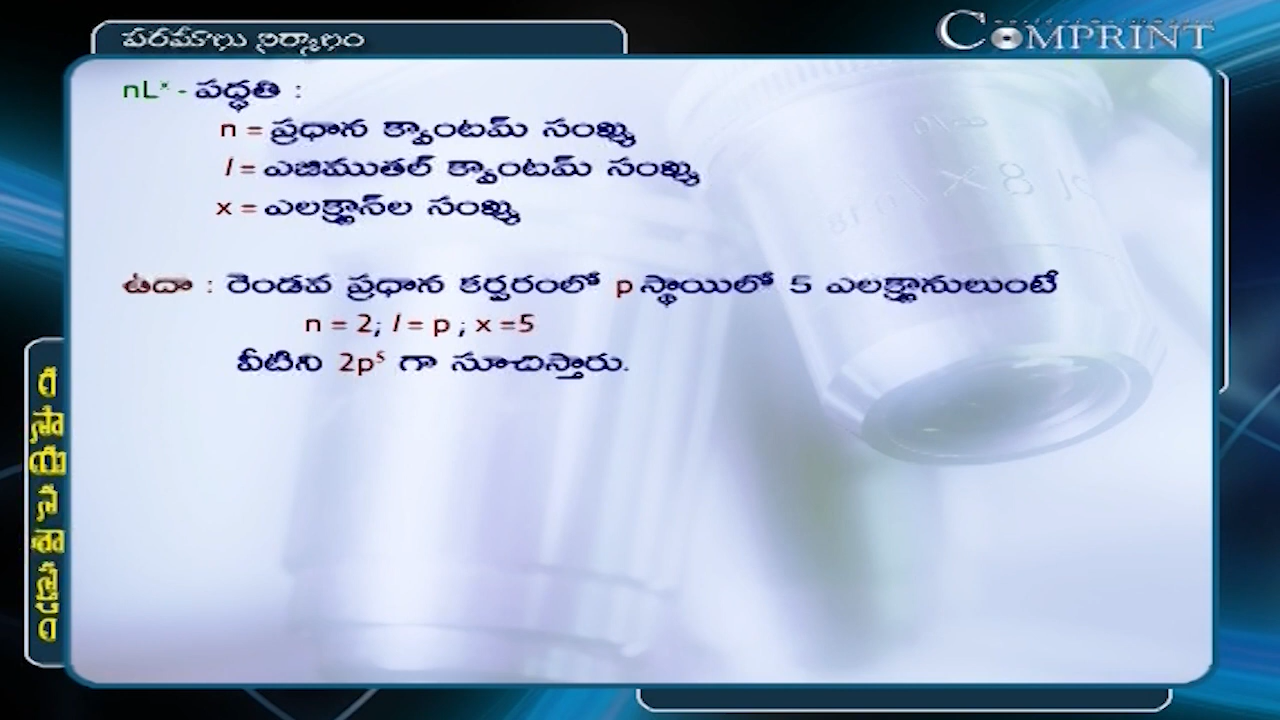 పరమాణు నిర్మాణం
COMPRINT
nLˣ - పద్ధతి :
n = ప్రధాన క్వాంటమ్ సంఖ్య
l = ఎజిముతల్ క్వాంటమ్ సంఖ్య
x = ఎలక్ట్రాన్‌ల సంఖ్య
ఉదా : రెండవ ప్రధాన కర్పరంలో p స్థాయిలో 5 ఎలక్ట్రానులుంటే
n = 2; l = p ; x =5
వీటిని 2p⁵ గా సూచిస్తారు.
రసాయనశాస్త్రం